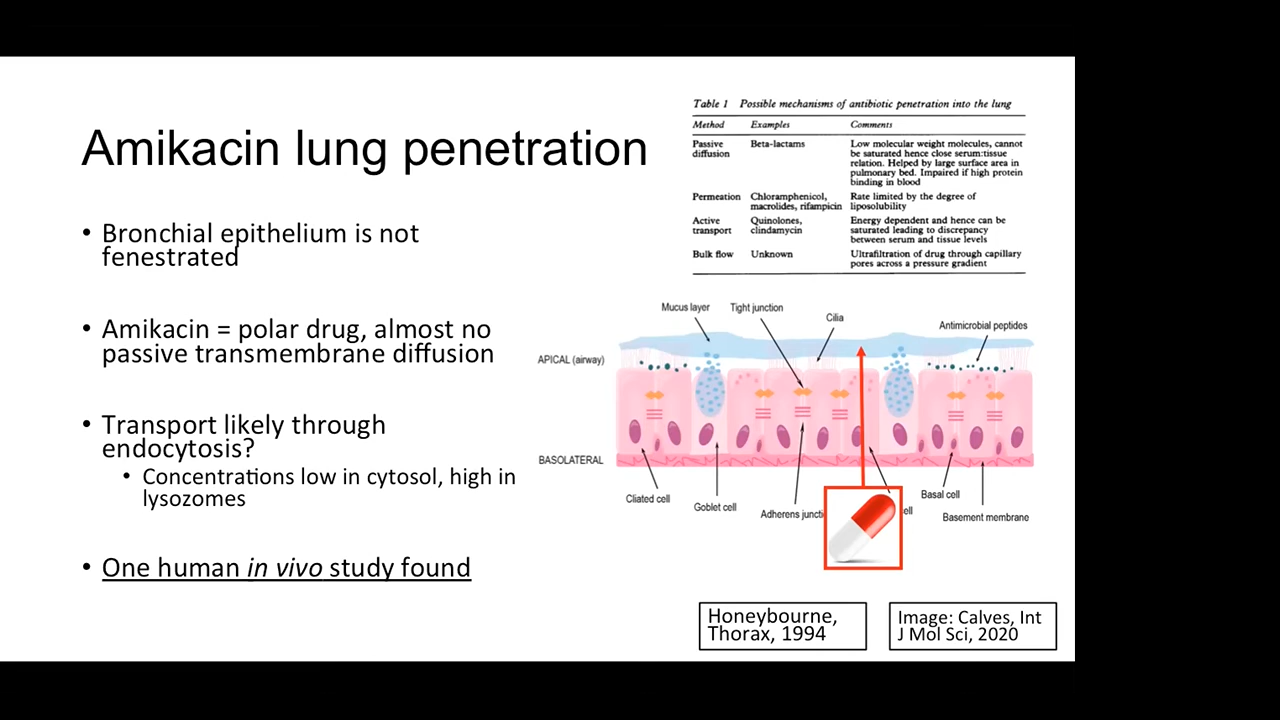 Amikacin lung penetration
• Bronchial epithelium is not
fenestrated
• Amikacin = polar drug, almost no
passive transmembrane diffusion
• Transport likely through
endocytosis?
• Concentrations low in cytosol, high in
lysozomes
• One human in vivo study found
Table 1 Possible mechanisms of antibiotic penetration into the lung
Method Examples Comments
Passive Beta-lactams Low molecular weight molecules, cannot
diffusion be saturated hence close serum:tissue
relation. Helped by large surface area in
pulmonary bed. Impaired if high protein
binding in blood
Permeation Chloramphenicol, Rate limited by the degree of
macrolides, rifampicin liposolubility
Active Quinolones, Energy dependent and hence can be
transport clindamycin saturated leading to discrepancy
between serum and tissue levels
Bulk flow Unknown Ultrafiltration of drug through capillary
pores across a pressure gradient
Mucus layer Tight junction
Cilia
Antimicrobial peptides
APICAL (airway)
BASOLATERAL
Cliated cell
Goblet cell
Adherens juncti
ell
Basal cell
Basement membrane
Honeybourne,
Thorax, 1994
Image: Calves, Int
J Mol Sci, 2020